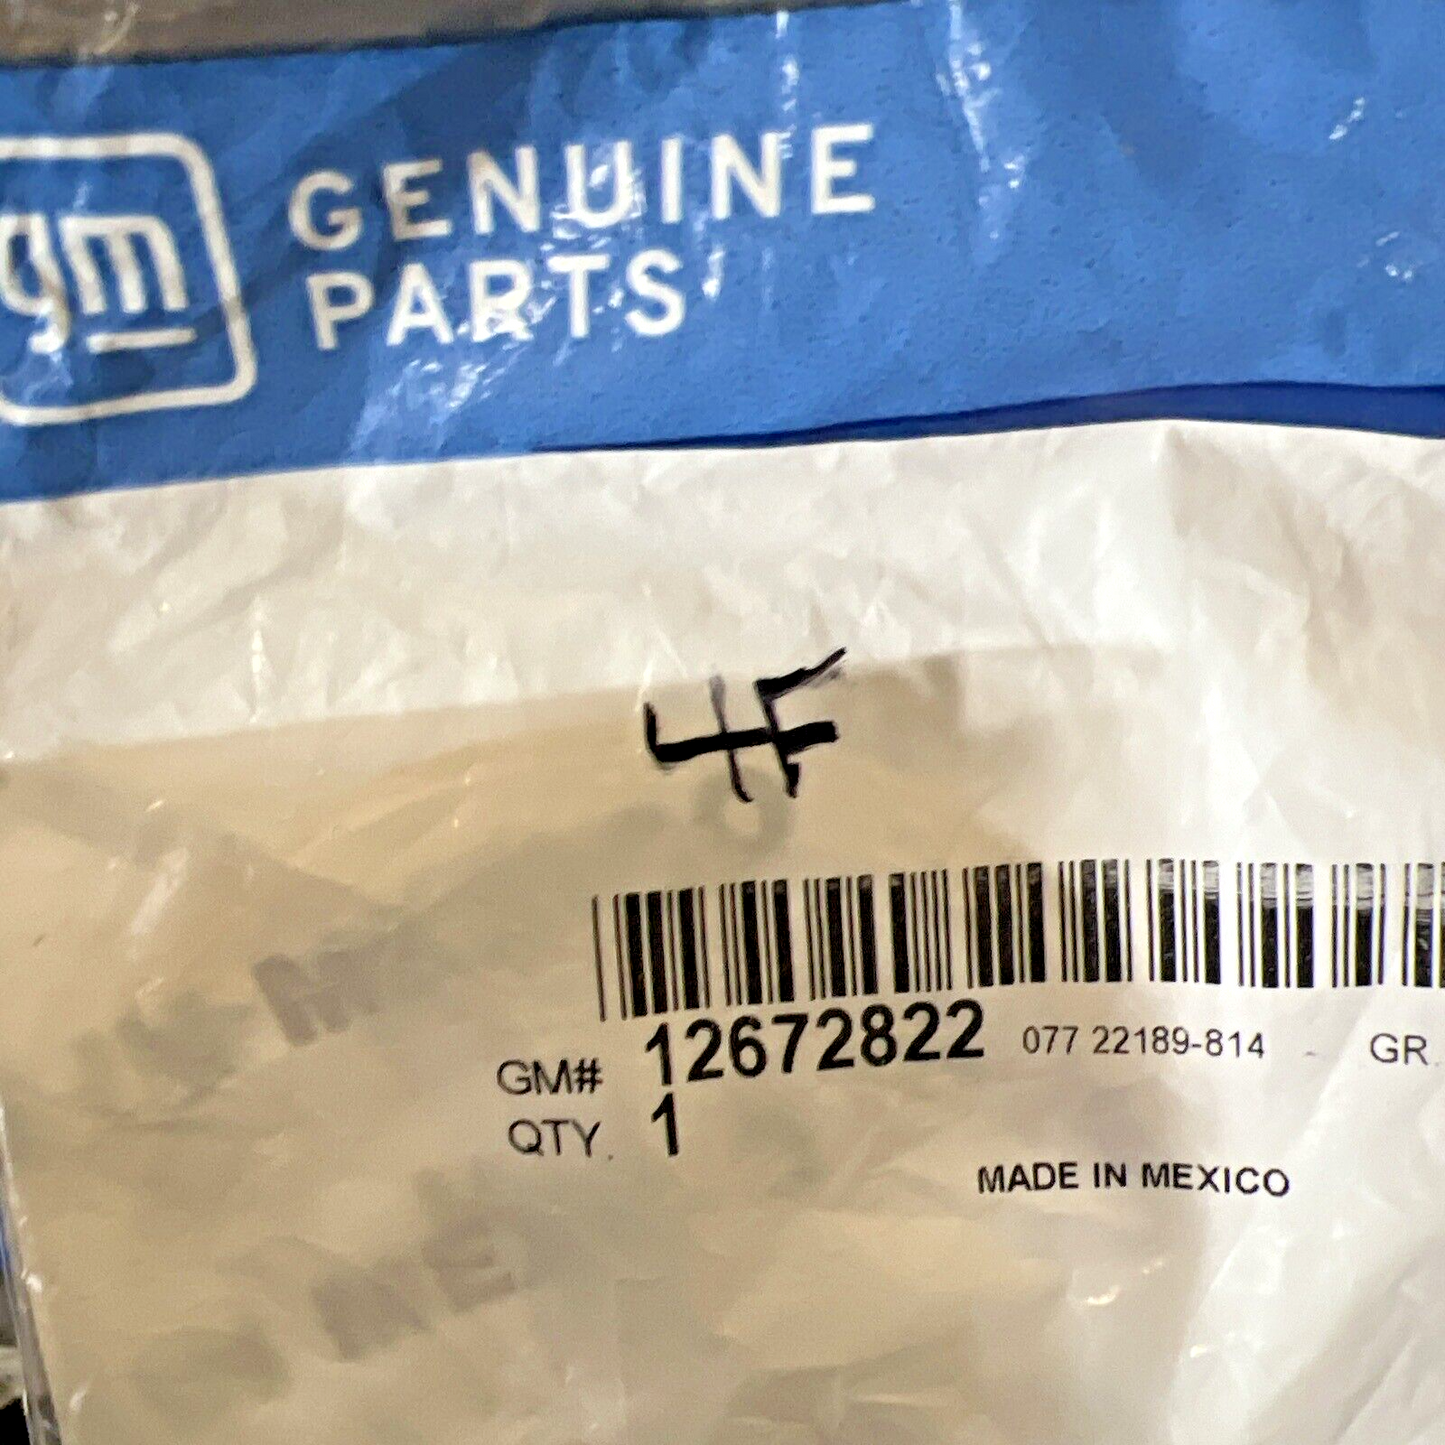 gm
GENUINE
PARTS
4F
GM# 12672822 077 22189-814 - GR.
QTY. 1
MADE IN MEXICO